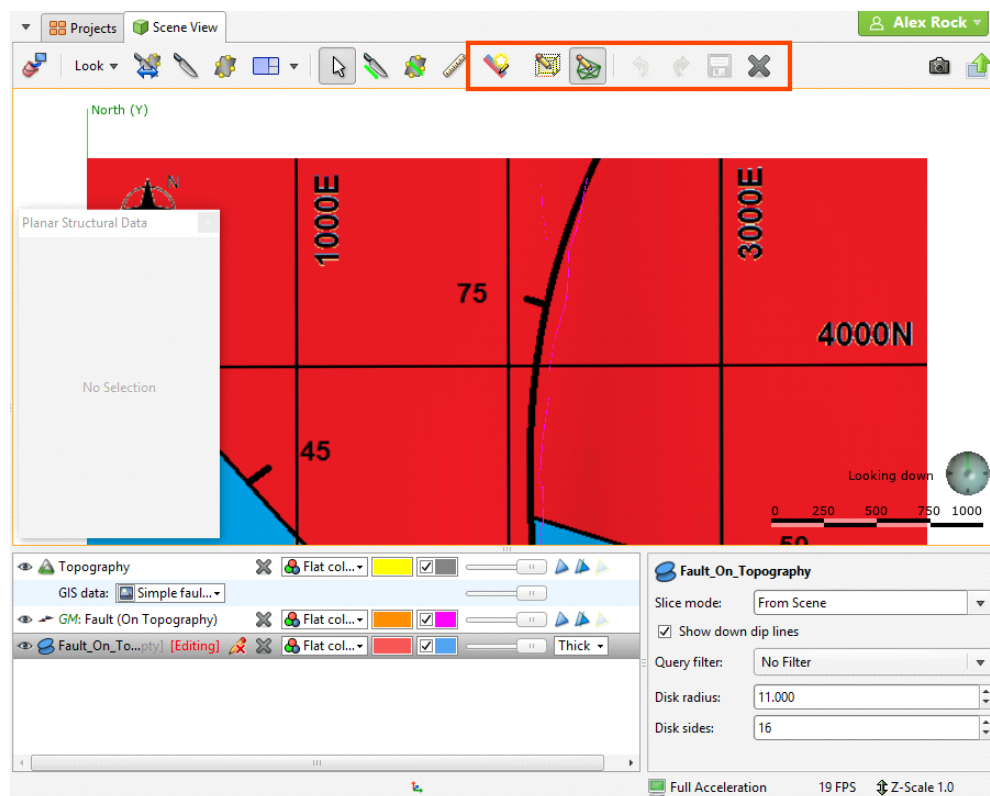 Projects
Scene View
Alex Rock
Look
North (Y)
N
1000E
3000E
Planar Structural Data
75
4000N
No Selection
45
Looking down
0 250 500 750 1000
50
Topography
Flat col...
GIS data: Simple faul...
GM: Fault (On Topography)
Flat col...
Fault_On_To...pty] [Editing]
Flat col...
Thick
Fault_On_Topography
Slice mode: From Scene
Show down dip lines
Query filter: No Filter
Disk radius: 11.000
Disk sides: 16
Full Acceleration
19 FPS
Z-Scale 1.0